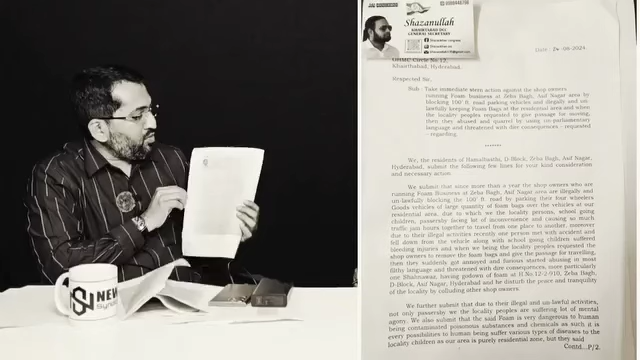 Shazanullah
KHAIRTABAD DCC
GENERAL SECRETARY
GHMC Circle No.12,
Khairthabad, Hyderabad.
Date : 24-08-2024
Respected Sir,
Sub : Take immediate stern action against the shop owners
running Foam business at Zeba Bagh, Asif Nagar area by
blocking 100' ft. road parking vehicles and illegally and un-
lawfully keeping Foam Bags at the residential area and when
the locality peoples requested to give passage for moving,
then they abused and quarrel by using un-parliamentary
language and threatened with dire consequences - requested
regarding.
*******
We, the residents of Hamalbasthi, D-Block, Zeba Bagh, Asif Nagar,
Hyderabad, submit the following few lines for your kind consideration
and necessary action.
We submit that since more than a year the shop owners who are
running Foam Business at Zeba Bagh, Asif Nagar area are illegally and
un-lawfully blocking the 100' ft. road by parking their four wheelers
Goods vehicles of large quantity of foam bags over the vehicles at our
residential area, due to which we the locality persons, school going
children, passersby facing lot of inconvenience and causing so much
traffic jam hours together to travel from one place to another, moreover
due to their illegal activities recently one person met with accident and
fell down from the vehicle along with school going children suffered
bleeding injuries and when we being the locality peoples requested the
shop owners to remove the foam bags and give the passage for travelling,
then they suddenly got annoyed and furious started abusing in most
filthy language and threatened with dire consequences, more particularly
one having godown of foam at H.No.12-2-910, Zeba Bagh,
D-Block, Asif Nagar, Hyderabad and he disturb the peace and tranquility
of the locality by calluding other shop owners.
We further submit that due to their illegal and un-lawful activities,
not only passersby we the locality peoples are suffering lot of mental
agony. We also submit that the said Foam is very dangerous to human
being contaminated poisonous substances and chemicals as such it is
every possibilities to human being suffer various types of diseases to the
locality children as our area is purely residential zone, but they said
Contd...P/2.
NEWS
Syndicate